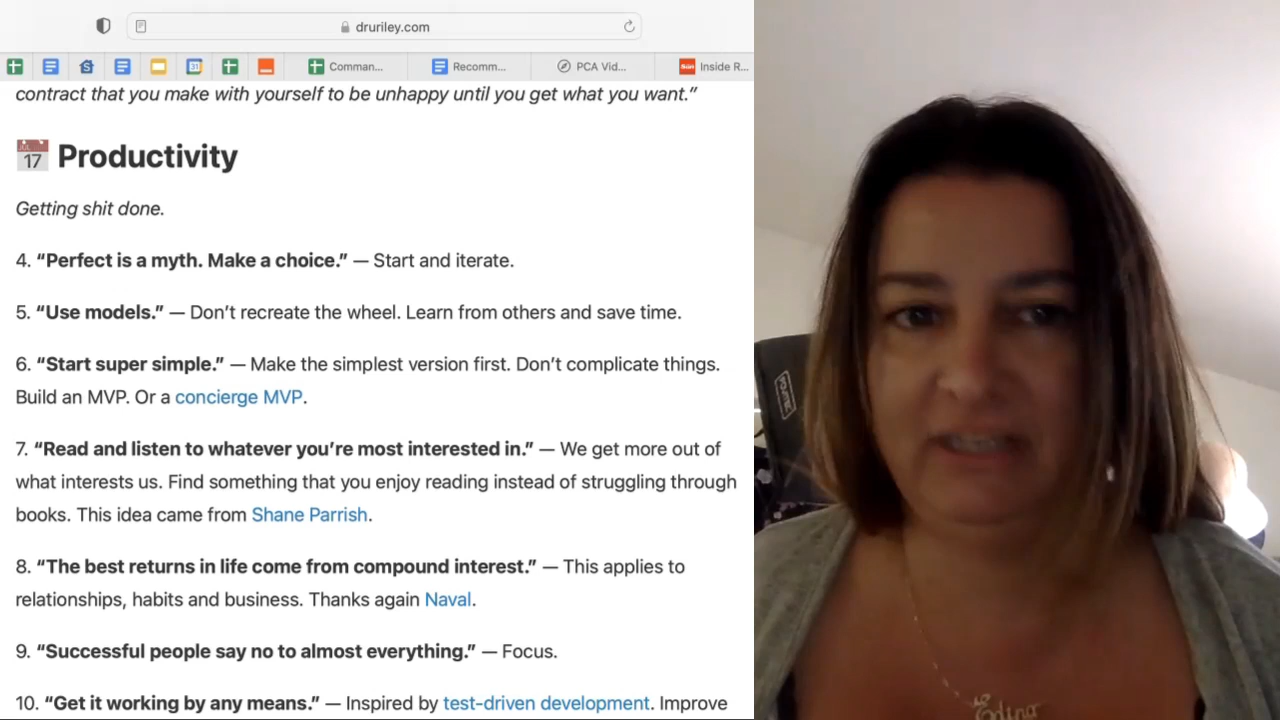 druriley.com
Comman...
Recomm...
PCA Vid...
Inside R...
contract that you make with yourself to be unhappy until you get what you want.”
JUL 17 Productivity
Getting shit done.
4. “Perfect is a myth. Make a choice.” — Start and iterate.
5. “Use models.” — Don’t recreate the wheel. Learn from others and save time.
6. “Start super simple.” — Make the simplest version first. Don’t complicate things.
Build an MVP. Or a concierge MVP.
7. “Read and listen to whatever you’re most interested in.” — We get more out of
what interests us. Find something that you enjoy reading instead of struggling through
books. This idea came from Shane Parrish.
8. “The best returns in life come from compound interest.” — This applies to
relationships, habits and business. Thanks again Naval.
9. “Successful people say no to almost everything.” — Focus.
10. “Get it working by any means.” — Inspired by test-driven development. Improve
Edina